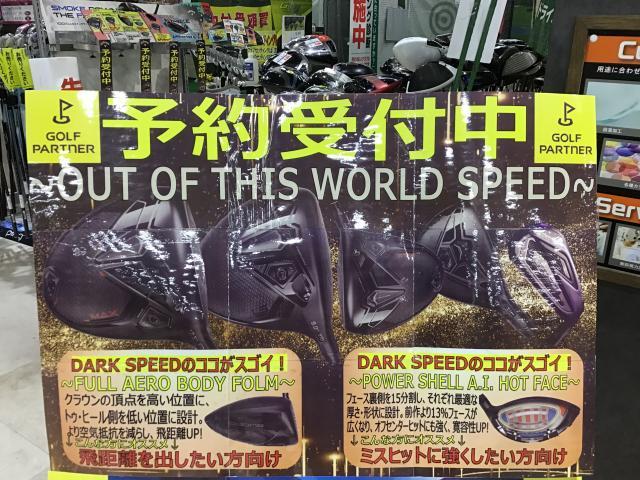 予約受付中
GOLF
PARTNER
予約受付中
GOLF
PARTNER
~OUT OF THIS WORLD SPEED~
DARK SPEEDのココがスゴイ!
~FULL AERO BODY FOLM~
クラウンの頂点を高い位置に、
トゥ・ヒール側を低い位置に設計。
より空気抵抗を減らし、飛距離UP!
↓こんな方にオススメ↓
飛距離を出したい方向け
DARK SPEEDのココがスゴイ!
~POWER SHELL A.I. HOT FACE~
フェース裏側を15分割し、それぞれ最適な
厚さ・形状に設計。前作より13%フェースが
広くなり、オフセンターヒットにも強く、寛容性UP!
↓こんな方にオススメ↓
ミスヒットに強くしたい方向け